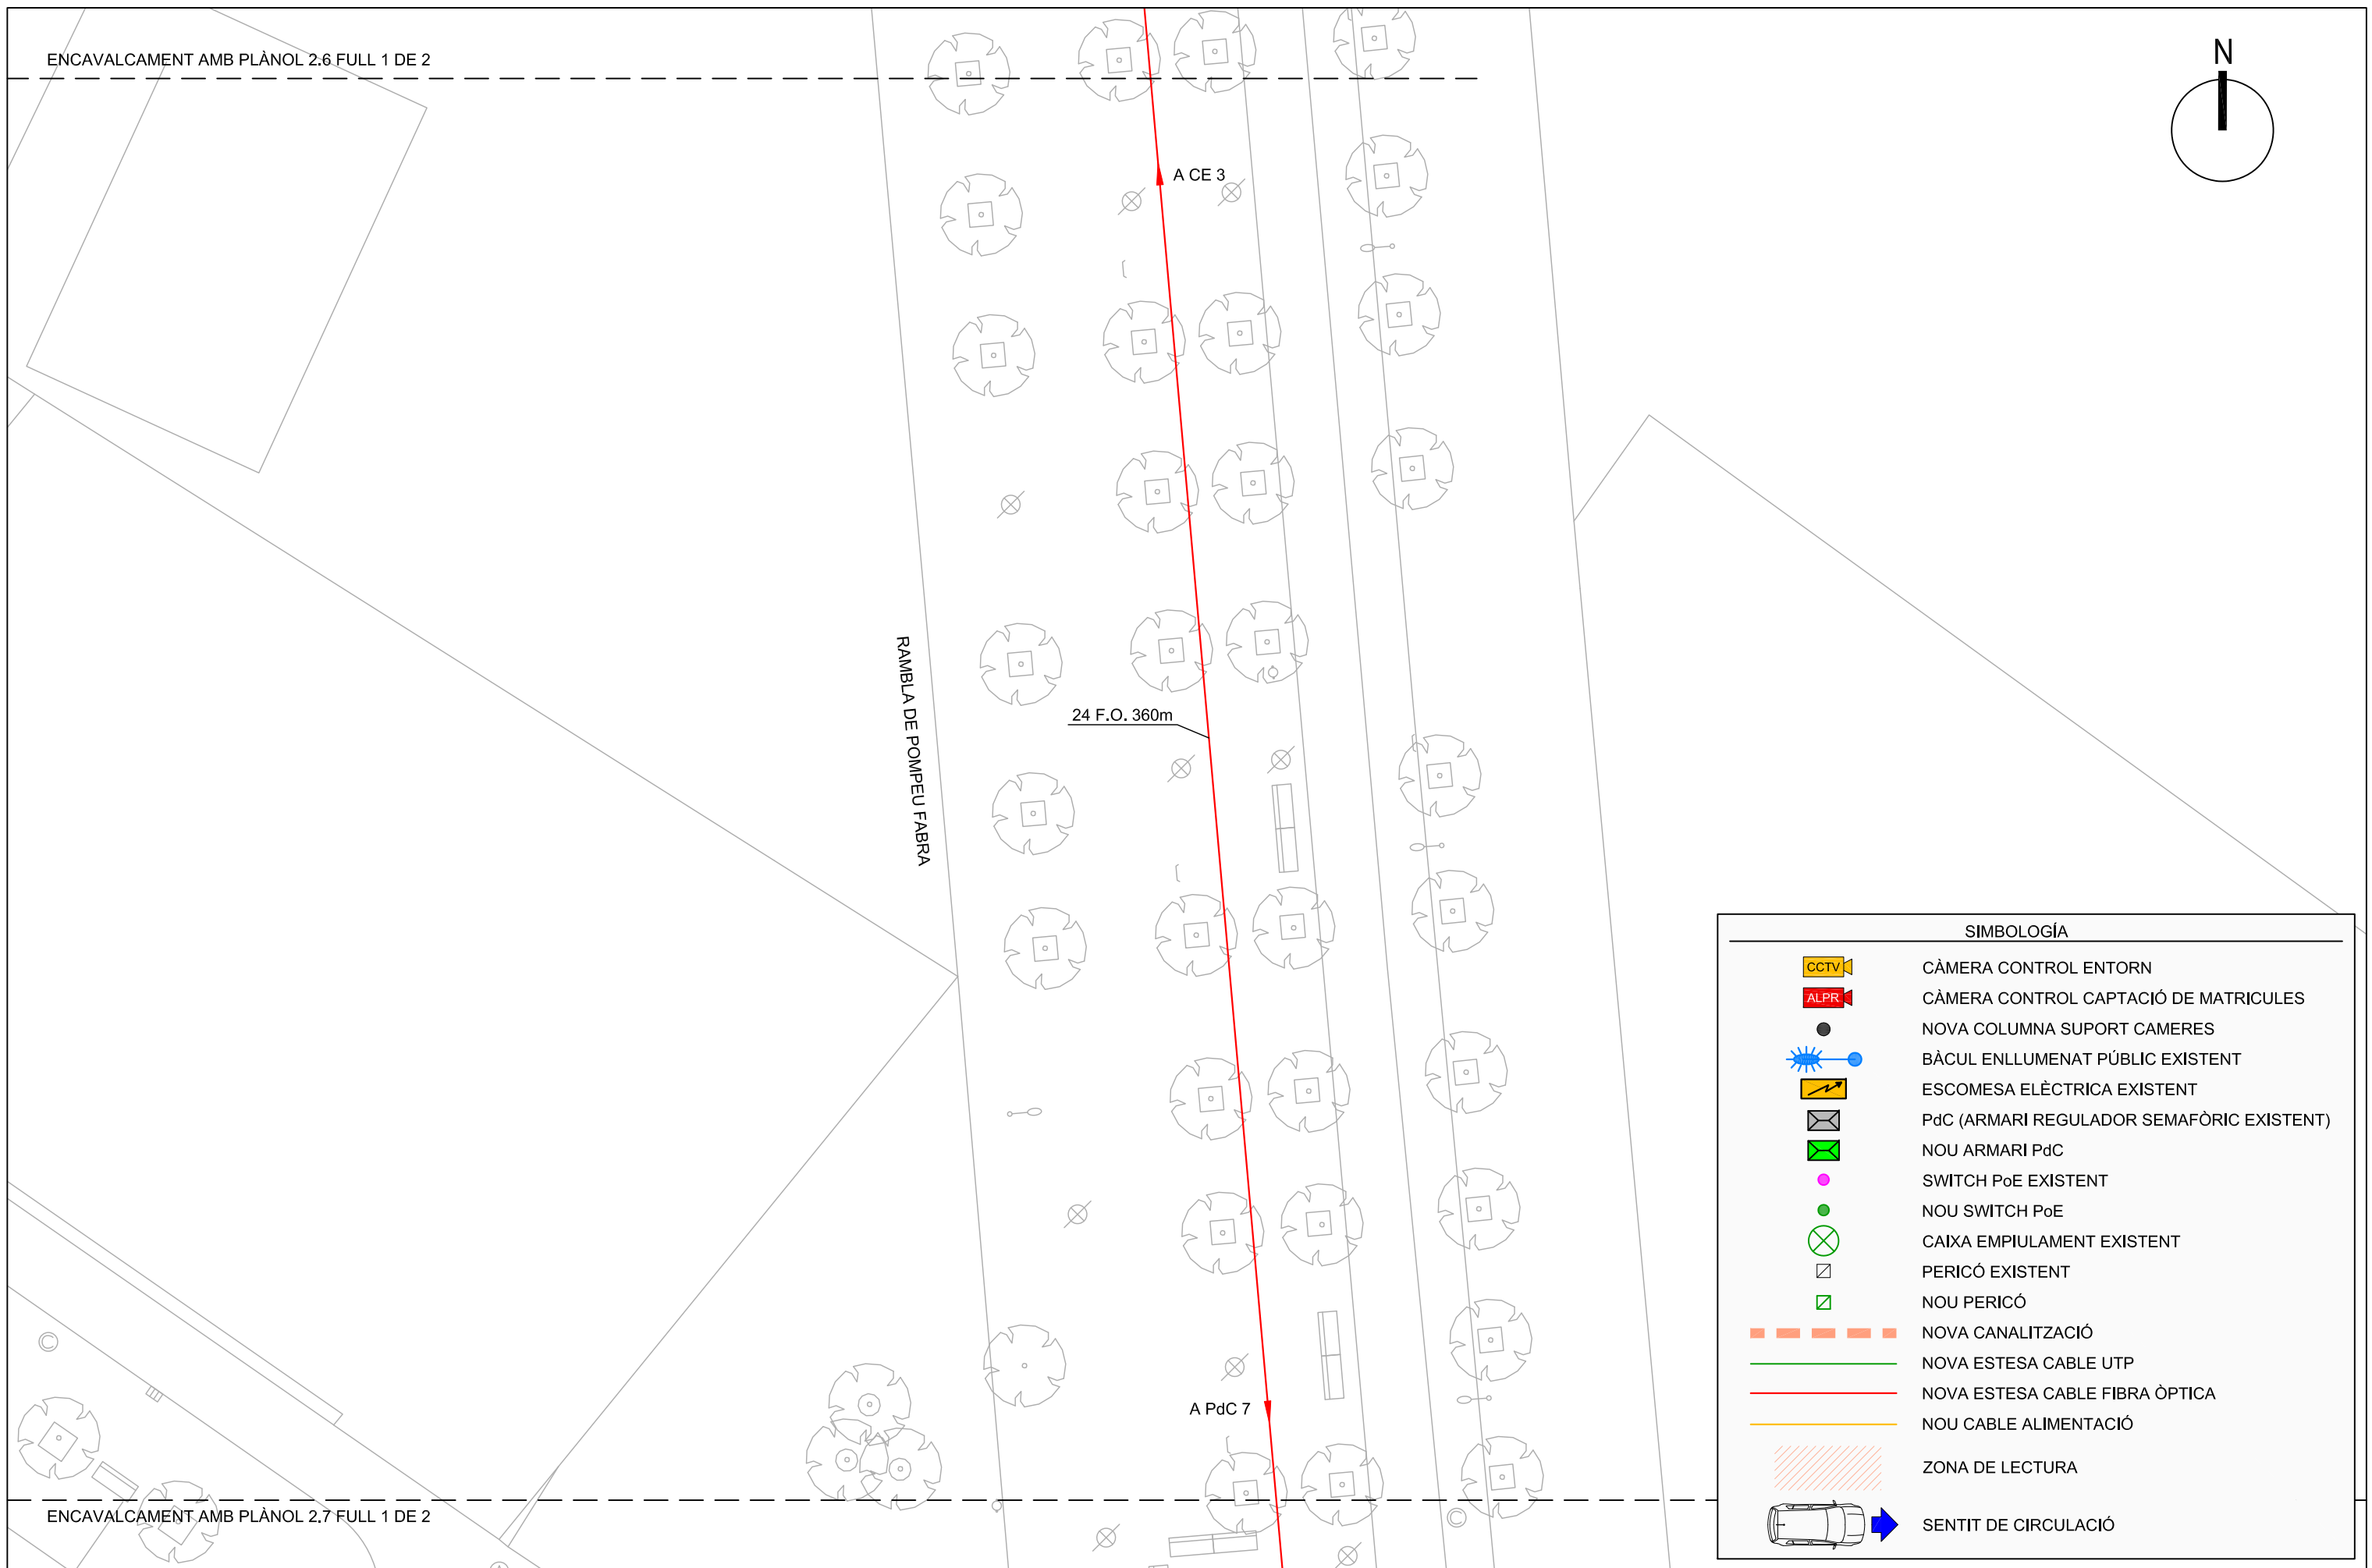 ENCAVALCAMENT AMB PLÀNOL 2.6 FULL 1 DE 2
N
A CE 3
RAMBLA DE POMPEU FABRA
24 F.O. 360m
A PdC 7
ENCAVALCAMENT AMB PLÀNOL 2.7 FULL 1 DE 2
SIMBOLOGÍA
CCTV CÀMERA CONTROL ENTORN
ALPR CÀMERA CONTROL CAPTACIÓ DE MATRICULES
NOVA COLUMNA SUPORT CAMERES
BÀCUL ENLLUMENAT PÚBLIC EXISTENT
ESCOMESA ELÈCTRICA EXISTENT
PdC (ARMARI REGULADOR SEMAFÒRIC EXISTENT)
NOU ARMARI PdC
SWITCH PoE EXISTENT
NOU SWITCH PoE
CAIXA EMPIULAMENT EXISTENT
PERICÓ EXISTENT
NOU PERICÓ
NOVA CANALITZACIÓ
NOVA ESTESA CABLE UTP
NOVA ESTESA CABLE FIBRA ÒPTICA
NOU CABLE ALIMENTACIÓ
ZONA DE LECTURA
SENTIT DE CIRCULACIÓ